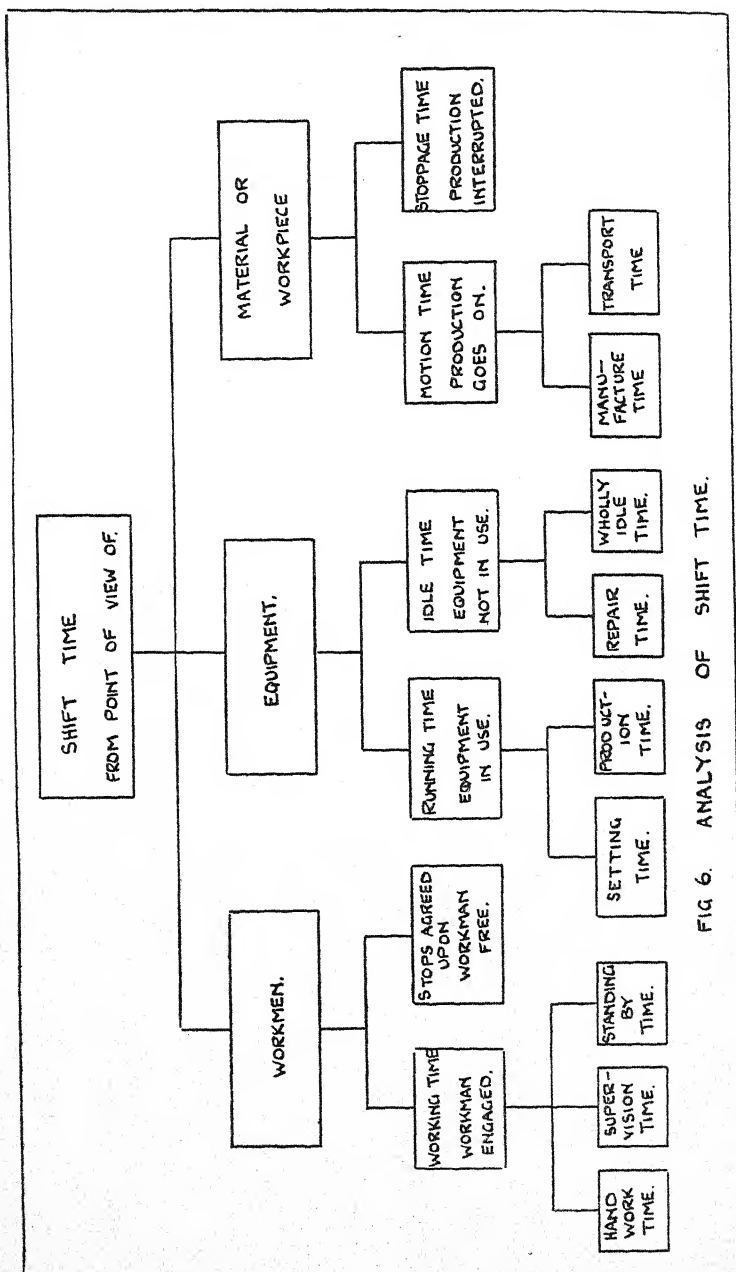 SHIFT TIME
FROM POINT OF VIEW OF.
WORKMEN.
EQUIPMENT.
MATERIAL OR
WORKPIECE
WORKING TIME
WORKMAN
ENGAGED.
STOPS AGREED
UPON
WORKMAN
FREE.
RUNNING TIME
EQUIPMENT
IN USE.
IDLE TIME
EQUIPMENT
NOT IN USE.
MOTION TIME
PRODUCTION
GOES ON.
STOPPAGE TIME
PRODUCTION
INTERRUPTED.
HAND
WORK
TIME.
SUPER-
VISION
TIME.
STANDING
BY
TIME.
SETTING
TIME.
PRODUCT-
ION
TIME.
REPAIR
TIME.
WHOLLY
IDLE
TIME.
MANU-
FACTURE
TIME
TRANSPORT
TIME
FIG 6. ANALYSIS OF SHIFT TIME.